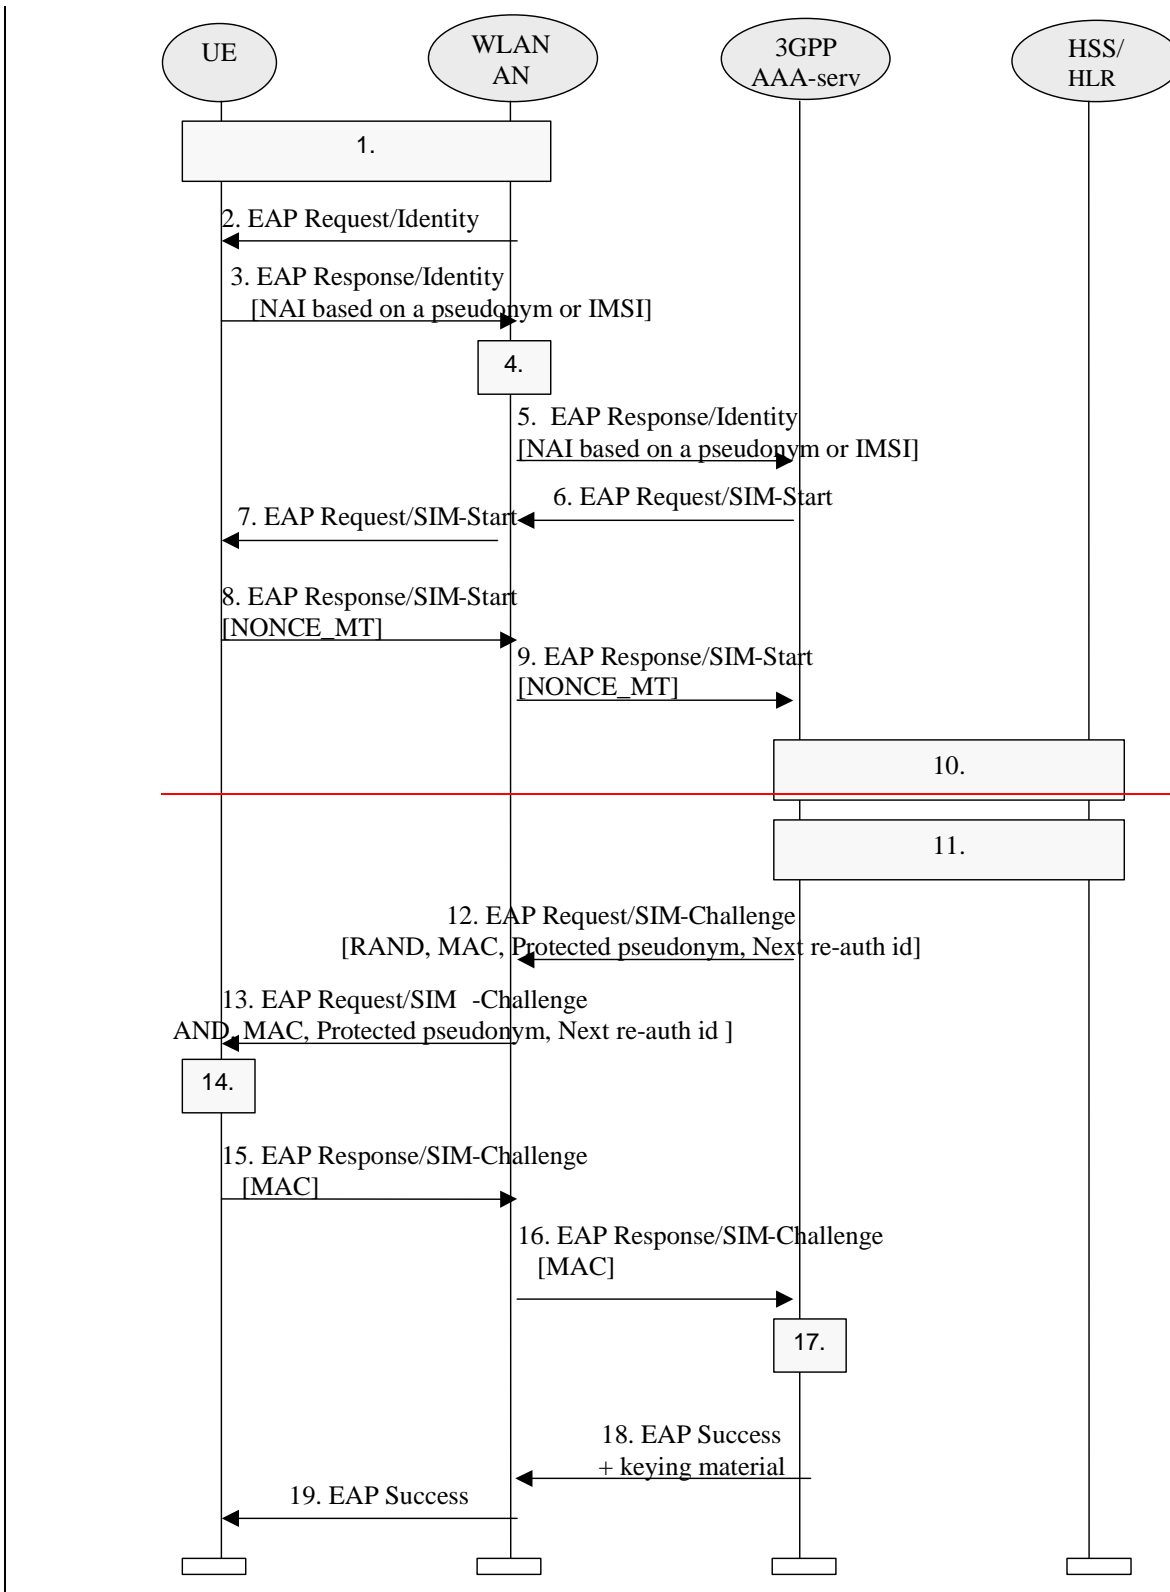 UE
WLAN
AN
3GPP
AAA-serv
HSS/
HLR
1.
2. EAP Request/Identity
3. EAP Response/Identity
[NAI based on a pseudonym or IMSI]
4.
5. EAP Response/Identity
[NAI based on a pseudonym or IMSI]
6. EAP Request/SIM-Start
7. EAP Request/SIM-Start
8. EAP Response/SIM-Start
[NONCE_MT]
9. EAP Response/SIM-Start
[NONCE_MT]
10.
11.
12. EAP Request/SIM-Challenge
[RAND, MAC, Protected pseudonym, Next re-auth id]
13. EAP Request/SIM -Challenge
AND, MAC, Protected pseudonym, Next re-auth id ]
14.
15. EAP Response/SIM-Challenge
[MAC]
16. EAP Response/SIM-Challenge
[MAC]
17.
18. EAP Success
+ keying material
19. EAP Success